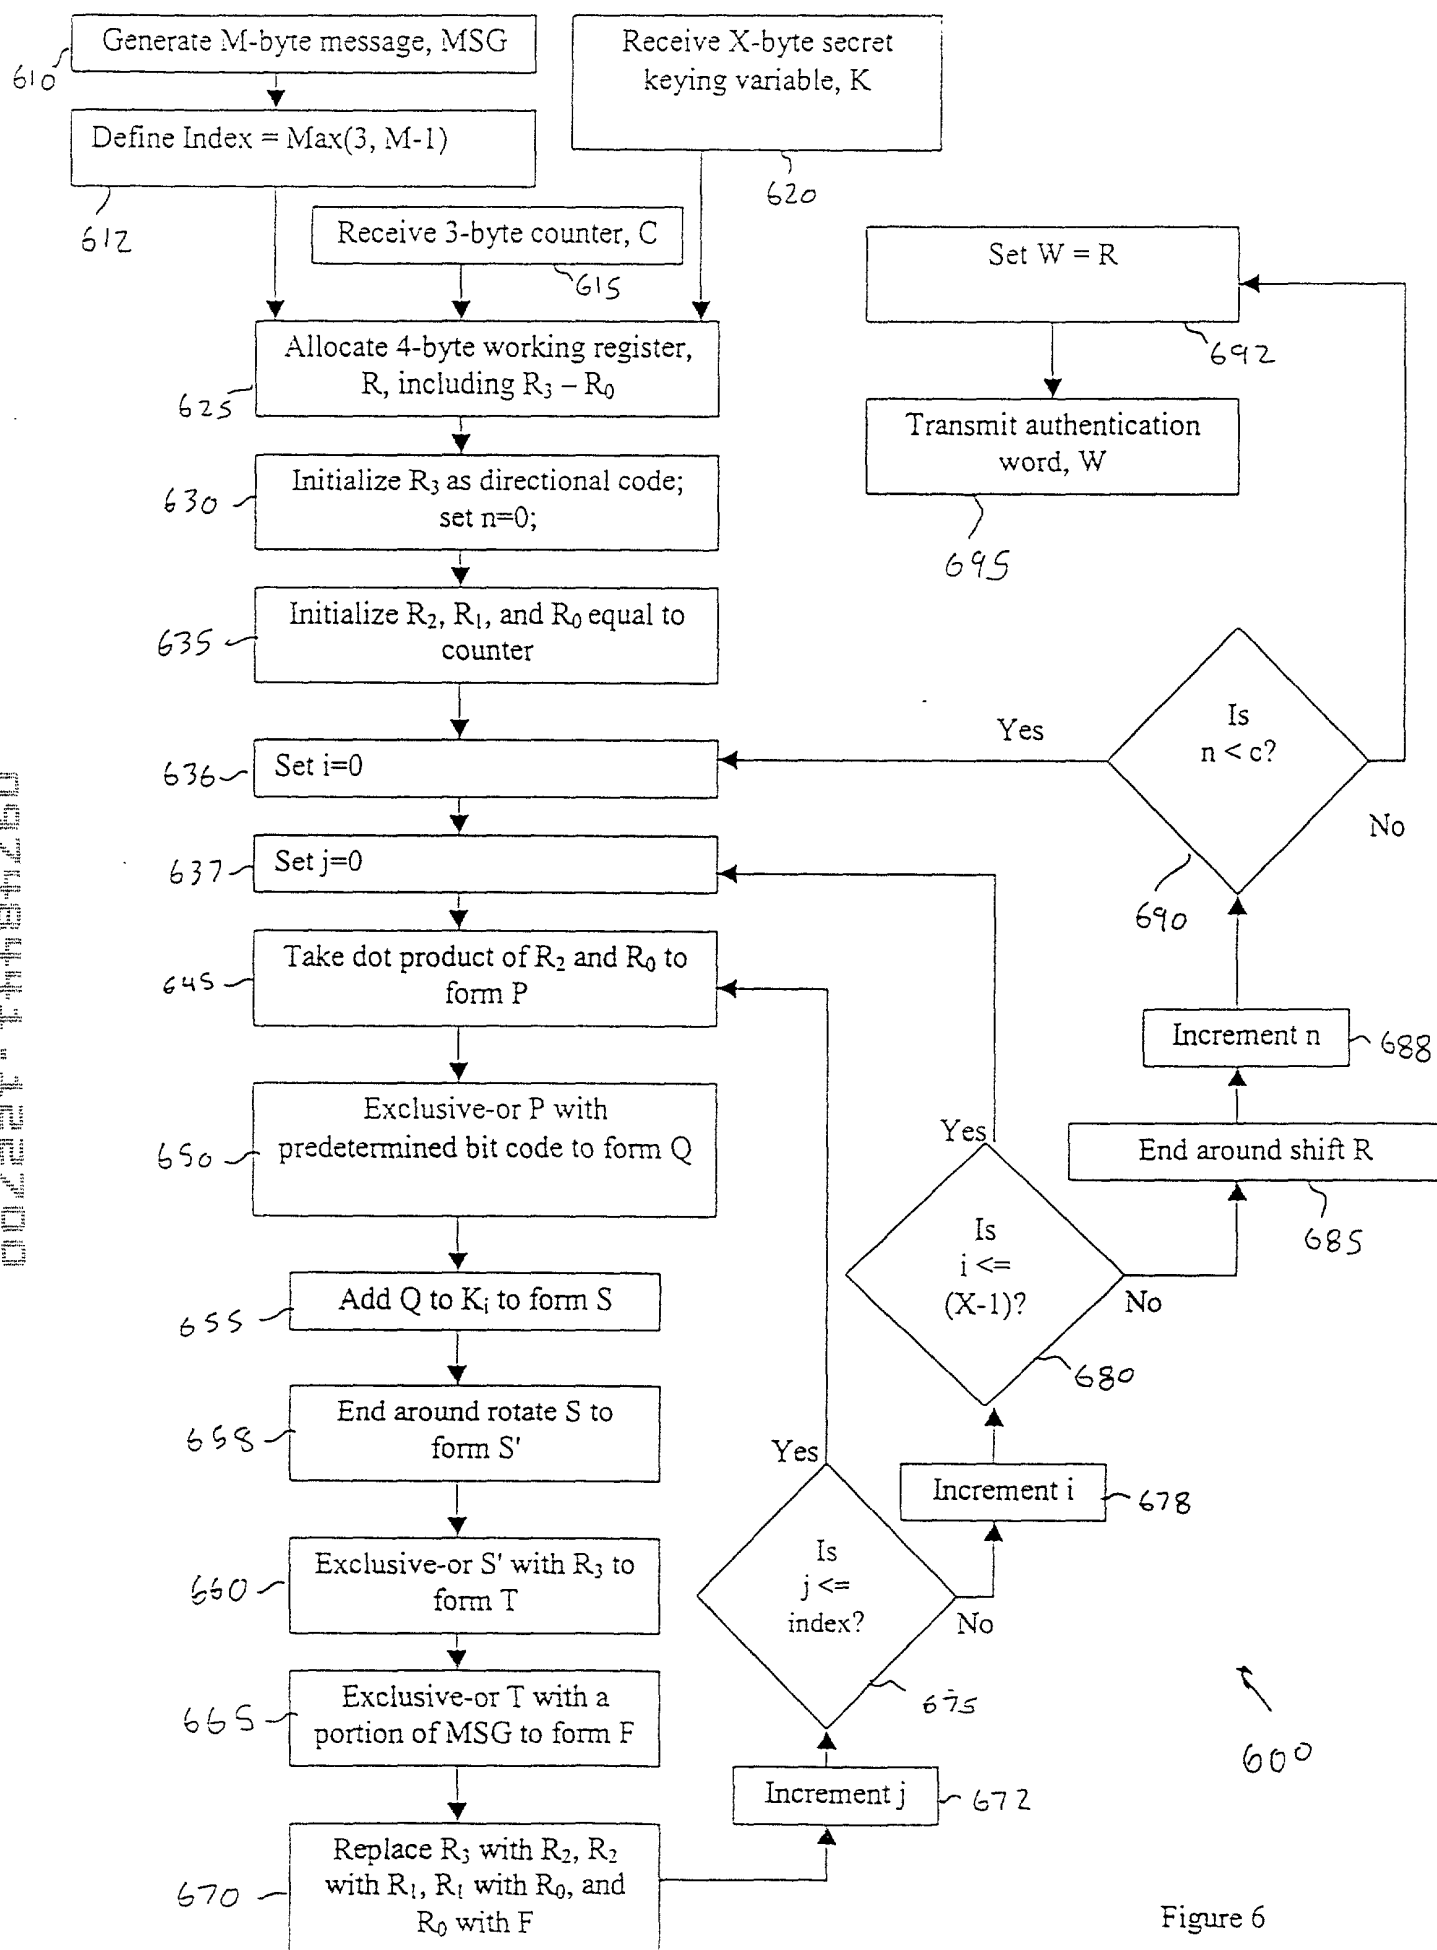 Generate M-byte message, MSG
610
Define Index = Max(3, M-1)
612
Receive X-byte secret
keying variable, K
620
Receive 3-byte counter, C
615
Allocate 4-byte working register,
R, including R₃ – R₀
625
Initialize R₃ as directional code;
set n=0;
630
Initialize R₂, R₁, and R₀ equal to
counter
635
Set i=0
636
Set j=0
637
Take dot product of R₂ and R₀ to
form P
645
Exclusive-or P with
predetermined bit code to form Q
650
Add Q to Kᵢ to form S
655
End around rotate S to
form S'
658
Exclusive-or S' with R₃ to
form T
660
Exclusive-or T with a
portion of MSG to form F
665
Replace R₃ with R₂, R₂
with R₁, R₁ with R₀, and
R₀ with F
670
Increment j
672
Is
j <=
index?
Yes
No
675
Increment i
678
Is
i <=
(X-1)?
Yes
No
680
End around shift R
685
Increment n
688
Is
n < c?
Yes
No
690
Set W = R
692
Transmit authentication
word, W
695
600
Figure 6